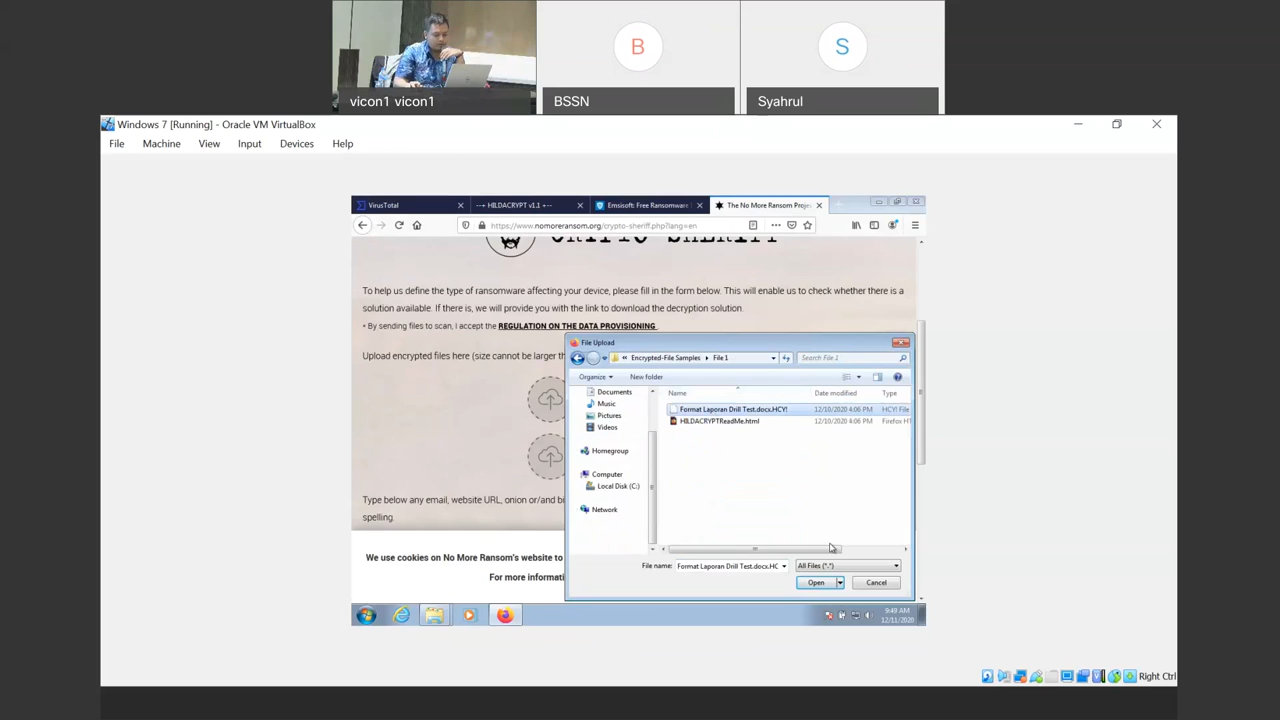 B
S
vicon1 vicon1
BSSN
Syahrul
Windows 7 [Running] - Oracle VM VirtualBox
File Machine View Input Devices Help
VirusTotal
---> HILDACRYPT v1.1 <---
Emsisoft: Free Ransomware
The No More Ransom Proje
https://www.nomoreransom.org/crypto-sheriff.php?lang=en
To help us define the type of ransomware affecting your device, please fill in the form below. This will enable us to check whether there is a
solution available. If there is, we will provide you with the link to download the decryption solution.
* By sending files to scan, I accept the REGULATION ON THE DATA PROVISIONING
Upload encrypted files here (size cannot be larger th
File Upload
« Encrypted-File Samples ▸ File 1
Search File 1
Organize New folder
Documents
Music
Pictures
Videos
Homegroup
Computer
Local Disk (C:)
Network
Name Date modified Type
Format Laporan Drill Test.docx.HCY! 12/10/2020 4:06 PM HCY! File
HILDACRYPTReadMe.html 12/10/2020 4:06 PM Firefox HT
File name: Format Laporan Drill Test.docx.HC
All Files (*.*)
Open Cancel
Type below any email, website URL, onion or/and bi
spelling.
We use cookies on No More Ransom's website to
For more informati
9:49 AM
12/11/2020
Right Ctrl